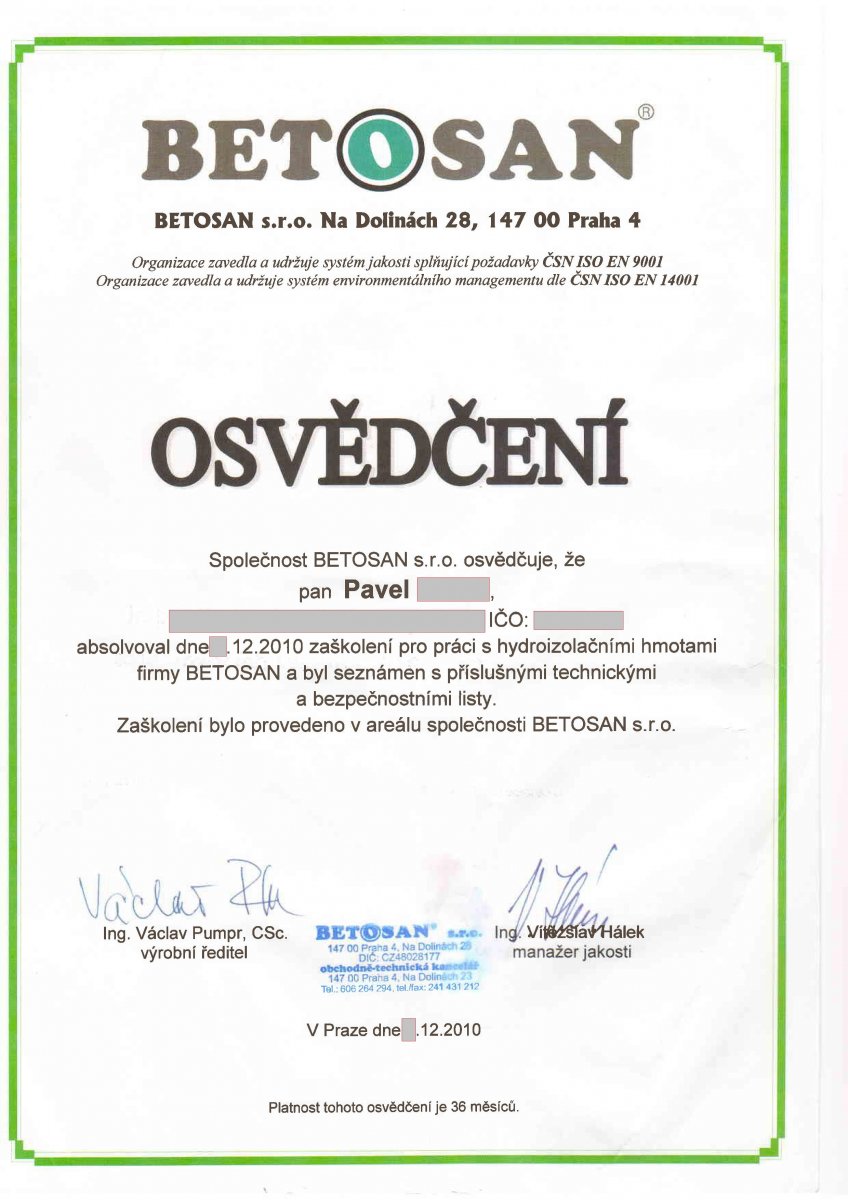 BETOSAN®
BETOSAN s.r.o. Na Dolinách 28, 147 00 Praha 4
Organizace zavedla a udržuje systém jakosti splňující požadavky ČSN ISO EN 9001
Organizace zavedla a udržuje systém environmentálního managementu dle ČSN ISO EN 14001
OSVĚDČENÍ
Společnost BETOSAN s.r.o. osvědčuje, že
pan Pavel ,
IČO:
absolvoval dne .12.2010 zaškolení pro práci s hydroizolačními hmotami
firmy BETOSAN a byl seznámen s příslušnými technickými
a bezpečnostními listy.
Zaškolení bylo provedeno v areálu společnosti BETOSAN s.r.o.
Václav
Ing. Václav Pumpr, CSc.
výrobní ředitel
BETOSAN® s.r.o.
147 00 Praha 4, Na Dolinách 28
DIČ: CZ48028177
obchodně-technická kancelář
147 00 Praha 4, Na Dolinách 23
Tel.: 606 264 294, tel./fax: 241 431 212
Ing. Vítězslav Hálek
manažer jakosti
V Praze dne .12.2010
Platnost tohoto osvědčení je 36 měsíců.